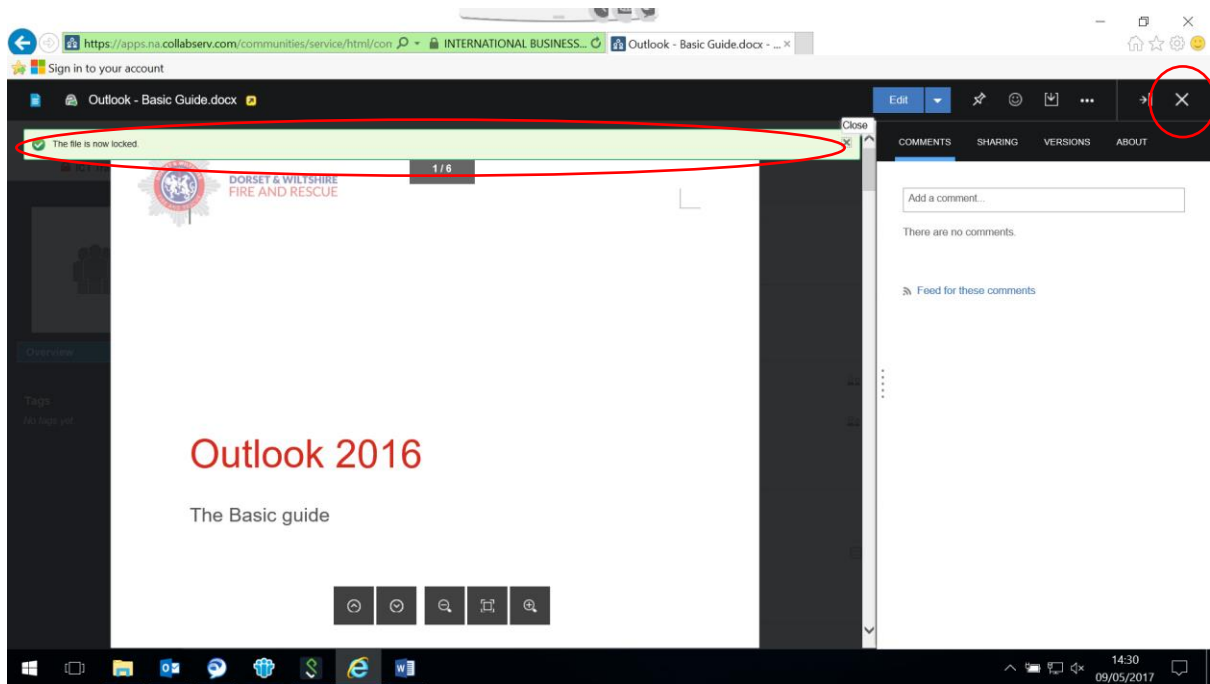 https://apps.na.collabserv.com/communities/service/html/con
INTERNATIONAL BUSINESS...
Outlook - Basic Guide.docx - ...
Sign in to your account
Outlook - Basic Guide.docx
Edit
Close
The file is now locked.
COMMENTS SHARING VERSIONS ABOUT
1 / 6
DORSET & WILTSHIRE
FIRE AND RESCUE
Add a comment...
There are no comments.
Feed for these comments
Overview
Tags
No tags yet
Outlook 2016
The Basic guide
14:30
09/05/2017